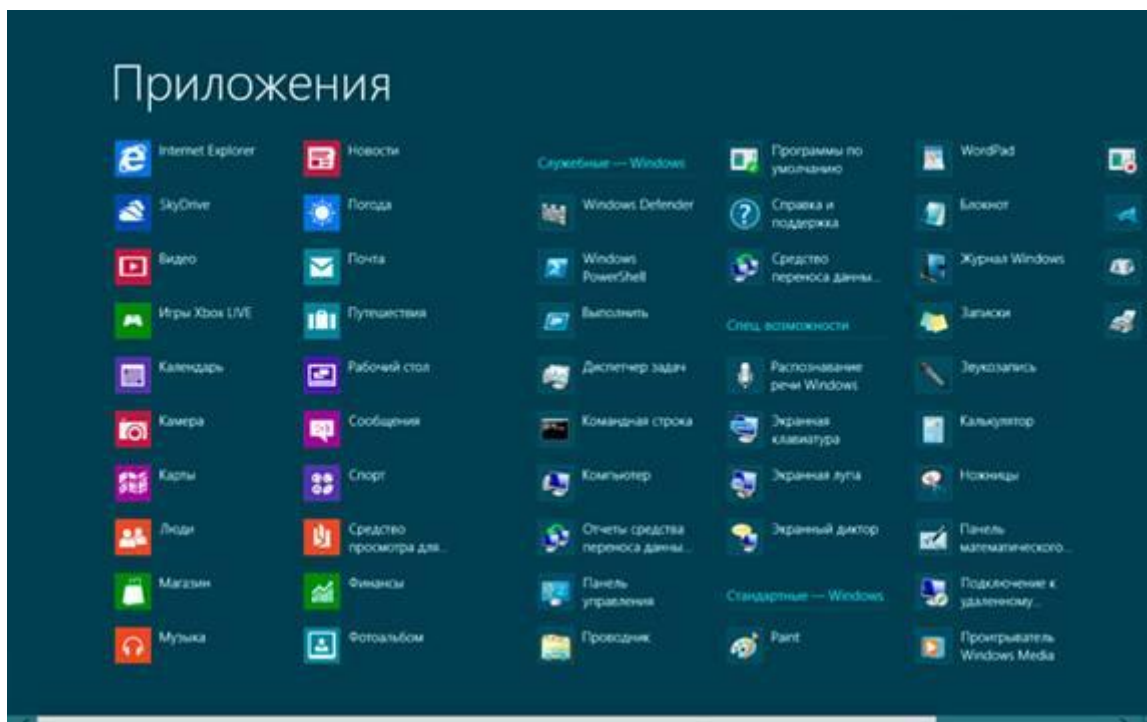 Приложения
Internet Explorer
SkyDrive
Видео
Игры Xbox LIVE
Календарь
Камера
Карты
Люди
Магазин
Музыка
Новости
Погода
Почта
Путешествия
Рабочий стол
Сообщения
Спорт
Средство
просмотра для...
Финансы
Фотоальбом
Служебные — Windows
Windows Defender
Windows
PowerShell
Выполнить
Диспетчер задач
Командная строка
Компьютер
Отчеты средства
переноса данны...
Панель
управления
Проводник
Программы по
умолчанию
Справка и
поддержка
Средство
переноса данны...
Спец. возможности
Распознавание
речи Windows
Экранная
клавиатура
Экранная лупа
Экранный диктор
Стандартные — Windows
Paint
WordPad
Блокнот
Журнал Windows
Записки
Звукозапись
Калькулятор
Ножницы
Панель
математического...
Подключение к
удаленному...
Проигрыватель
Windows Media